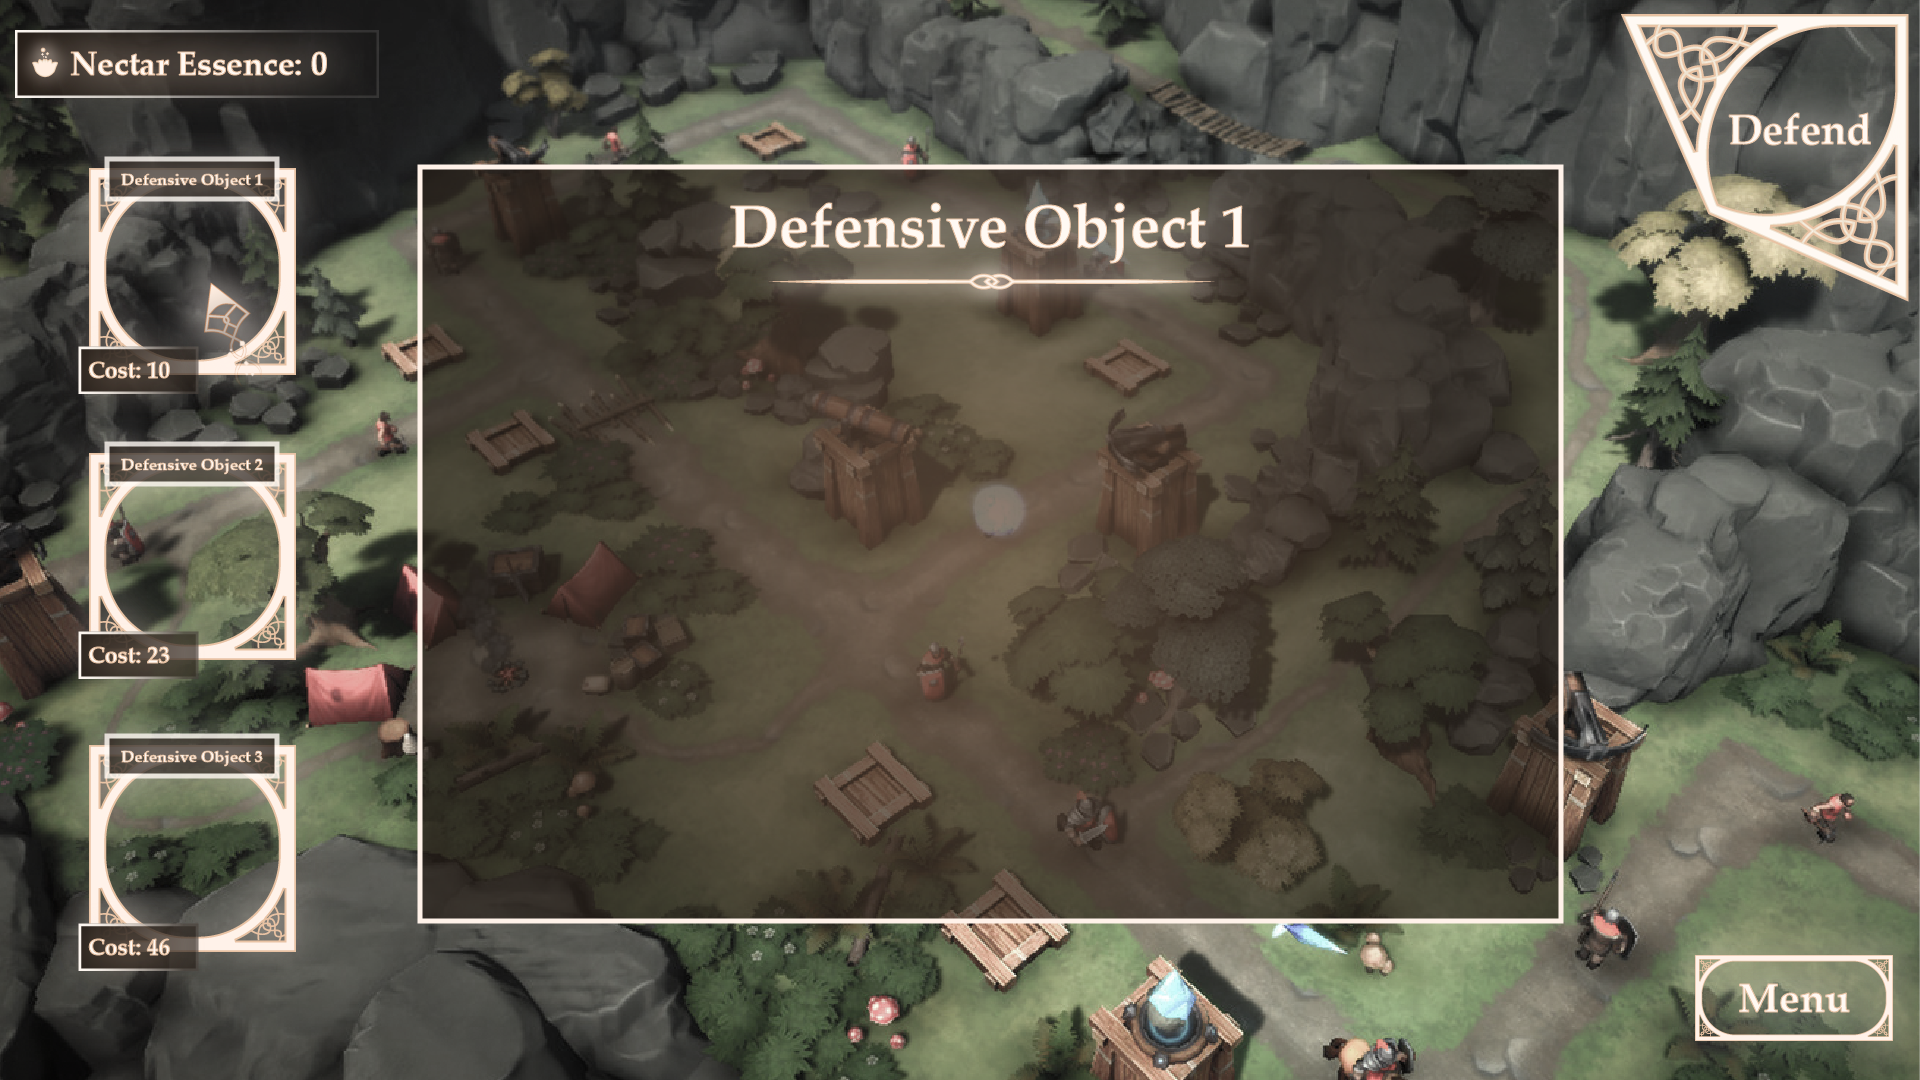 Nectar Essence: 0
Defend
Defensive Object 1
Cost: 10
Defensive Object 1
Defensive Object 2
Cost: 23
Defensive Object 3
Cost: 46
Menu